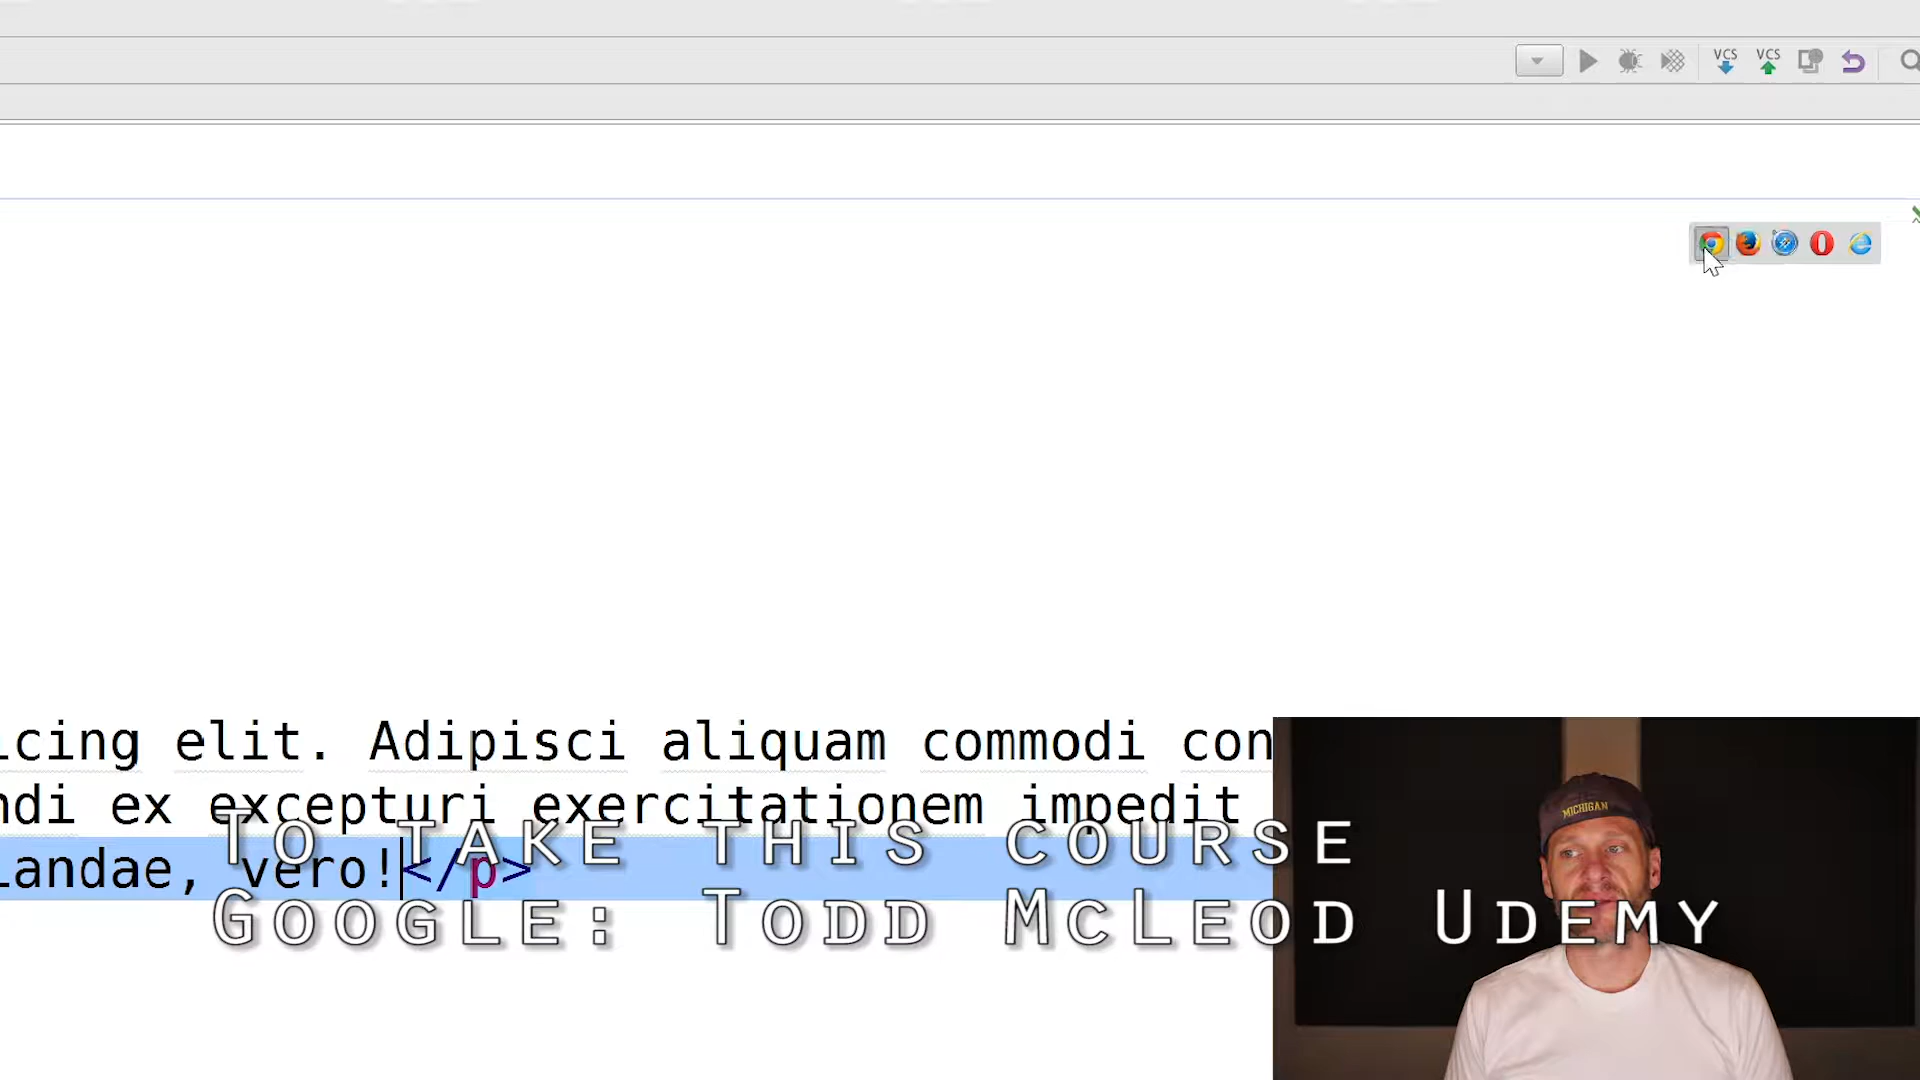 VCS VCS
icing elit. Adipisci aliquam commodi con
ndi ex excepturi exercitationem impedit
landae, vero!</p>
MICHIGAN
To take this course
Google: Todd McLeod Udemy